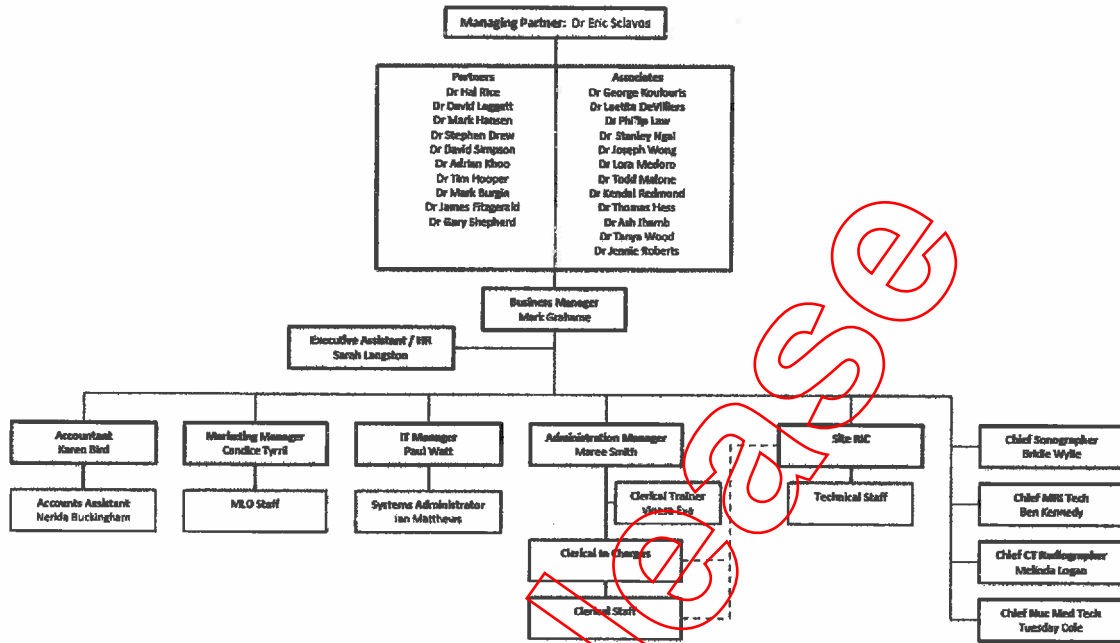 Managing Partner: Dr Eric Sclavos
Partners
Dr Hal Rice
Dr David Leggett
Dr Mark Hansen
Dr Stephen Drew
Dr David Simpson
Dr Adrian Khoo
Dr Tim Hooper
Dr Mark Burgin
Dr James Fitzgerald
Dr Gary Shepherd
Associates
Dr George Koulouris
Dr Laetitia DeVilliers
Dr Philip Law
Dr Stanley Ngai
Dr Joseph Wong
Dr Lora Medoro
Dr Todd Malone
Dr Kendal Redmond
Dr Thomas Hess
Dr Ash Jhamb
Dr Tanya Wood
Dr Jennie Roberts
Business Manager
Mark Grahame
Executive Assistant / HR
Sarah Langston
Accountant
Karen Bird
Marketing Manager
Candice Tyrril
IT Manager
Paul Watt
Administration Manager
Maree Smith
Site RIC
Chief Sonographer
Bridie Wylie
Accounts Assistant
Nerida Buckingham
MLO Staff
Systems Administrator
Ian Matthews
Clerical Trainer
Technical Staff
Chief MRI Tech
Ben Kennedy
Clerical In Charges
Chief CT Radiographer
Melinda Logan
Clerical Staff
Chief Nuc Med Tech
Tuesday Cole
lease